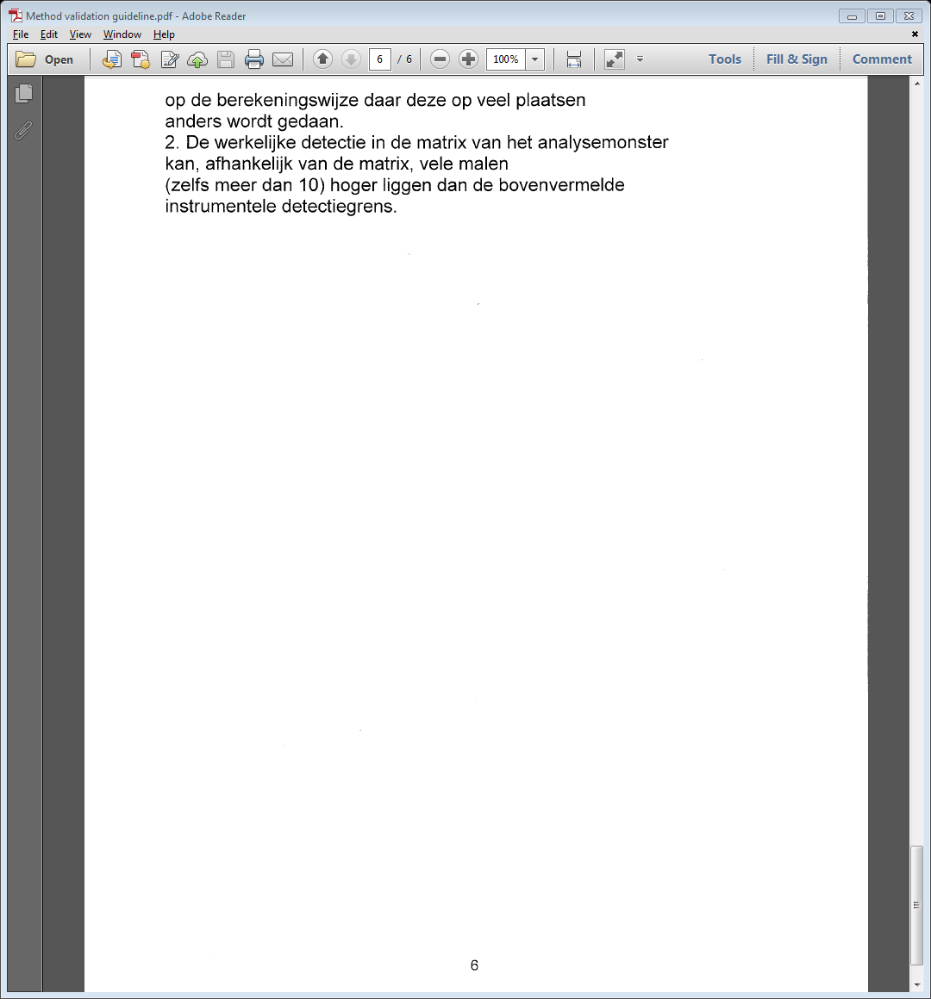 Method validation guideline.pdf - Adobe Reader
File Edit View Window Help
Open 6 / 6 100% Tools Fill & Sign Comment
op de berekeningswijze daar deze op veel plaatsen
anders wordt gedaan.
2. De werkelijke detectie in de matrix van het analysemonster
kan, afhankelijk van de matrix, vele malen
(zelfs meer dan 10) hoger liggen dan de bovenvermelde
instrumentele detectiegrens.
6